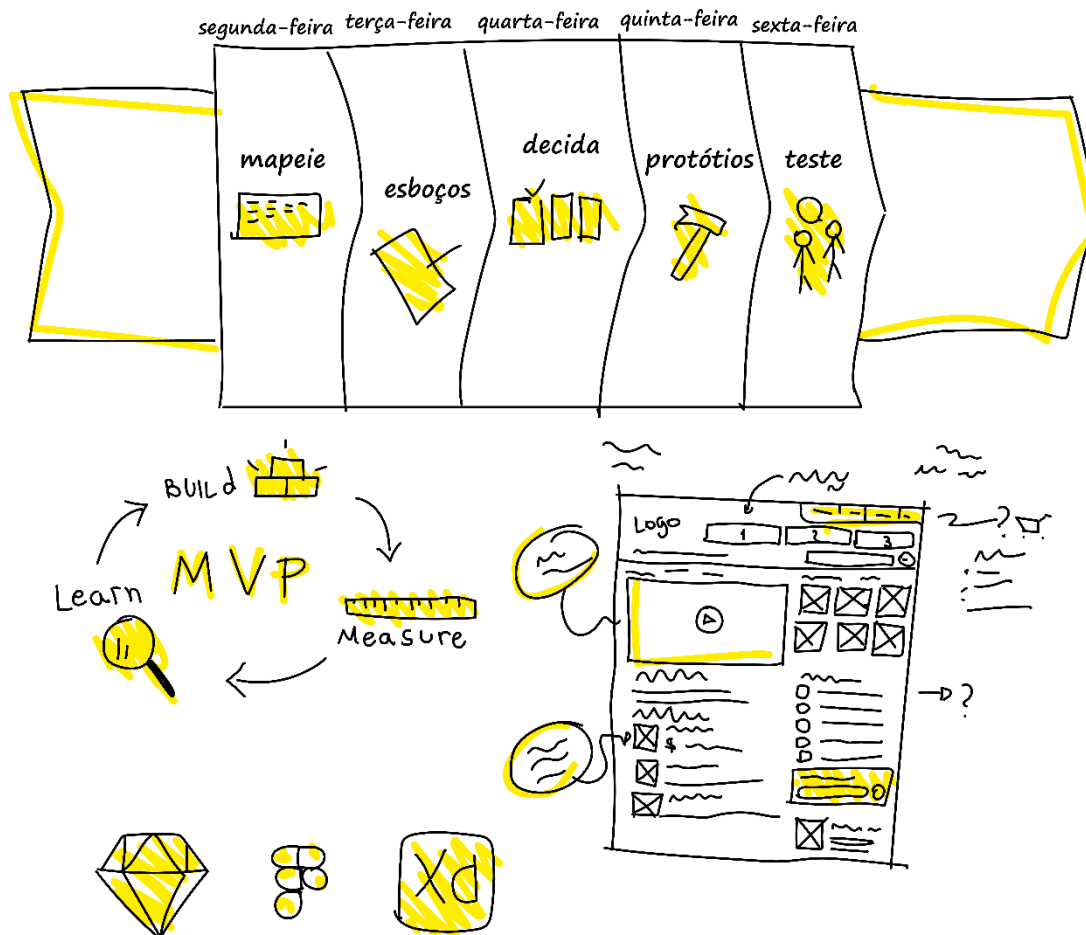 segunda-feira terça-feira quarta-feira quinta-feira sexta-feira
mapeie
esboços
decida
protótios
teste
BUILd
MVP
Learn
Measure
Logo
1 2 3
?
$
?
Xd